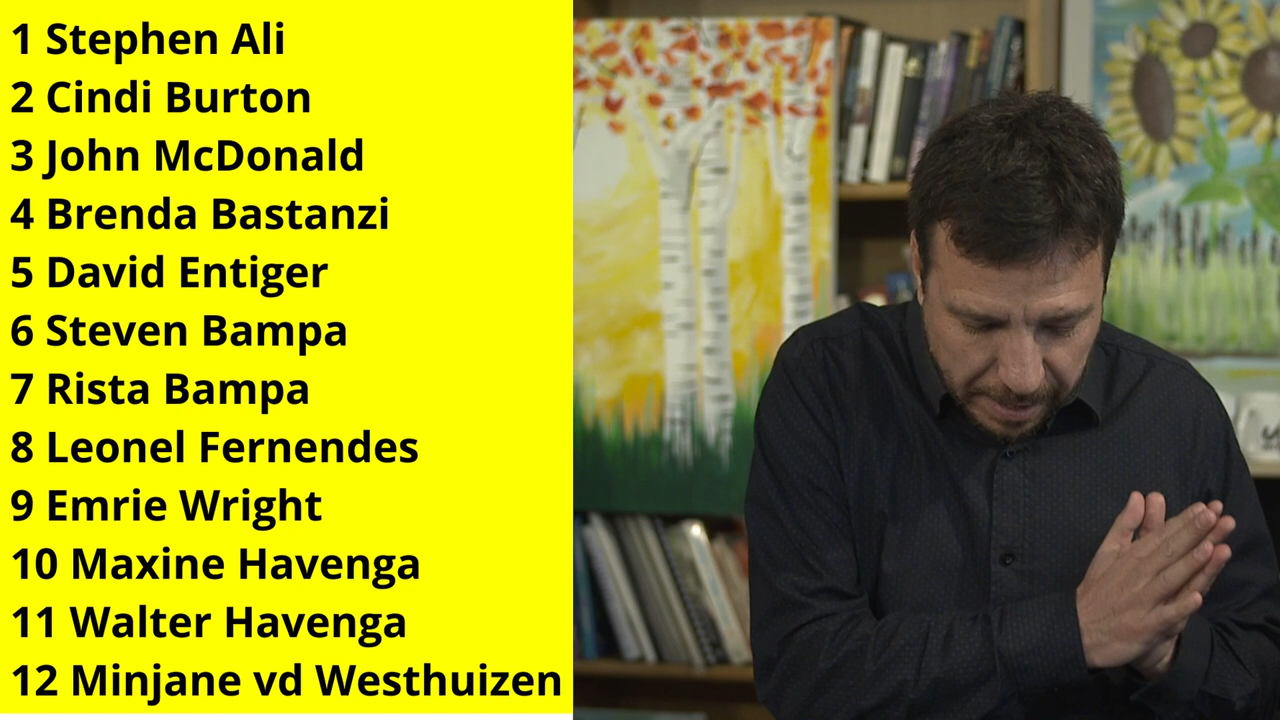 1 Stephen Ali
2 Cindi Burton
3 John McDonald
4 Brenda Bastanzi
5 David Entiger
6 Steven Bampa
7 Rista Bampa
8 Leonel Fernendes
9 Emrie Wright
10 Maxine Havenga
11 Walter Havenga
12 Minjane vd Westhuizen